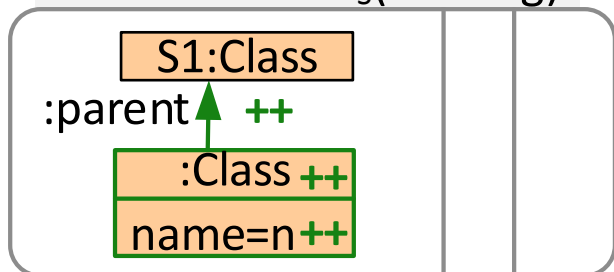 S1:Class
:parent ++
:Class ++
name=n++